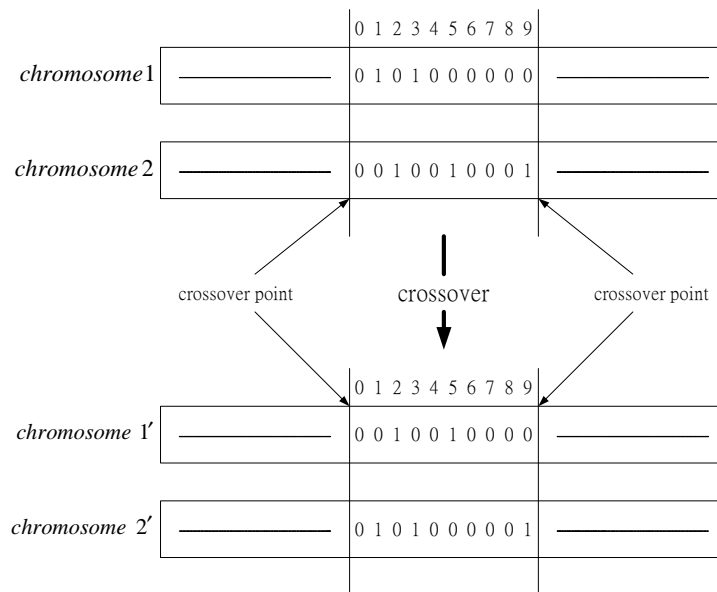 0 1 2 3 4 5 6 7 8 9
chromosome 1
0 1 0 1 0 0 0 0 0 0
chromosome 2
0 0 1 0 0 1 0 0 0 1
crossover point
crossover
crossover point
0 1 2 3 4 5 6 7 8 9
chromosome 1′
0 0 1 0 0 1 0 0 0 0
chromosome 2′
0 1 0 1 0 0 0 0 0 1